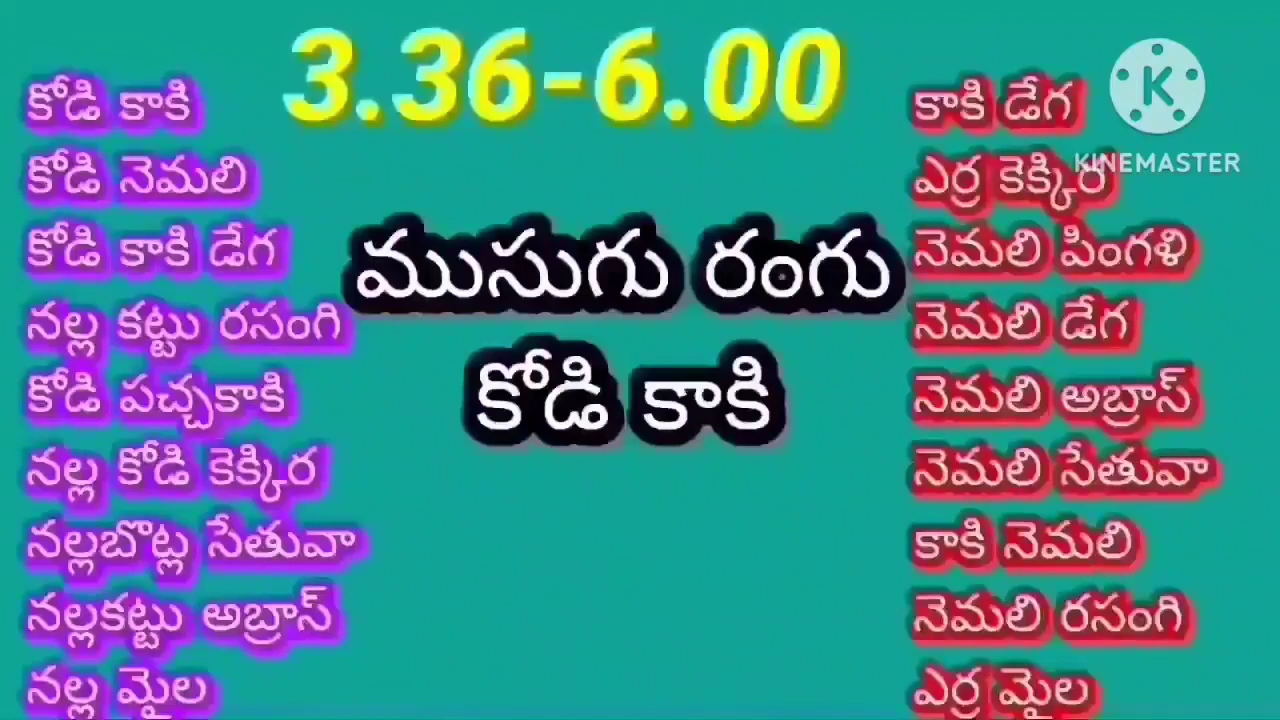 3.36-6.00
కోడి కాకి
కోడి నెమలి
కోడి కాకి డేగ
నల్ల కట్టు రసంగి
కోడి పచ్చకాకి
నల్ల కోడి కెక్కిర
నల్లబొట్ల సేతువా
నల్లకట్టు అబ్రాస్
నల్ల మైల
ముసుగు రంగు
కోడి కాకి
కాకి డేగ
ఎర్ర కెక్కిర
నెమలి పింగళి
నెమలి డేగ
నెమలి అబ్రాస్
నెమలి సేతువా
కాకి నెమలి
నెమలి రసంగి
ఎర్ర మైల
K
KINEMASTER